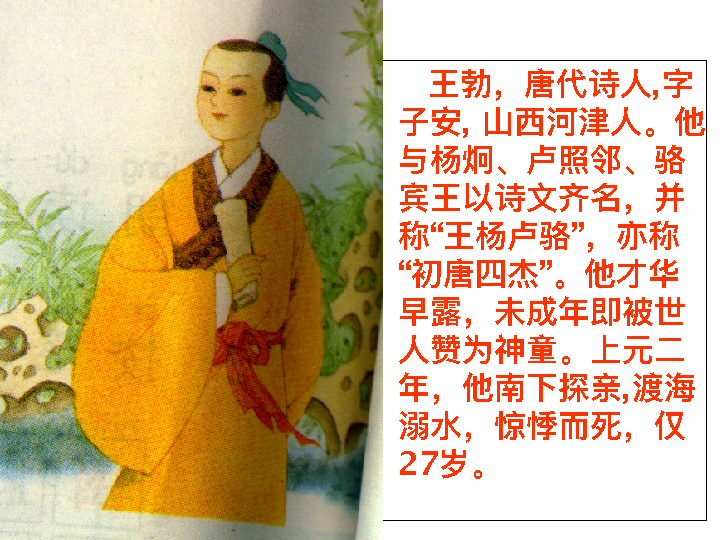 王勃，唐代诗人,字
子安, 山西河津人。他
与杨炯、卢照邻、骆
宾王以诗文齐名，并
称“王杨卢骆”，亦称
“初唐四杰”。他才华
早露，未成年即被世
人赞为神童。上元二
年，他南下探亲,渡海
溺水，惊悸而死，仅
27岁。